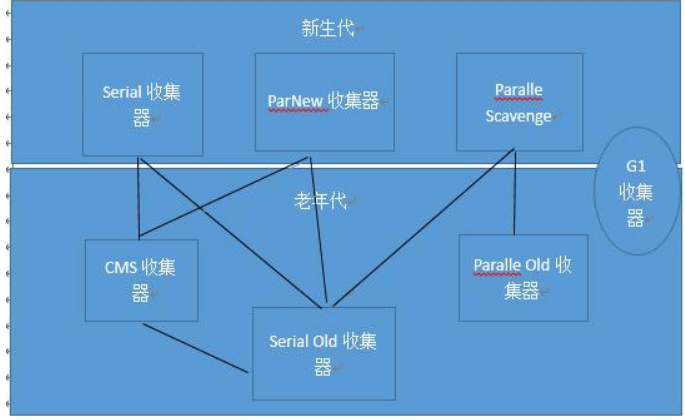 新生代
Serial 收集
器
ParNew 收集器
Paralle
Scavenge
G1
收集
器
老年代
CMS 收集
器
Paralle Old 收
集器
Serial Old 收集
器